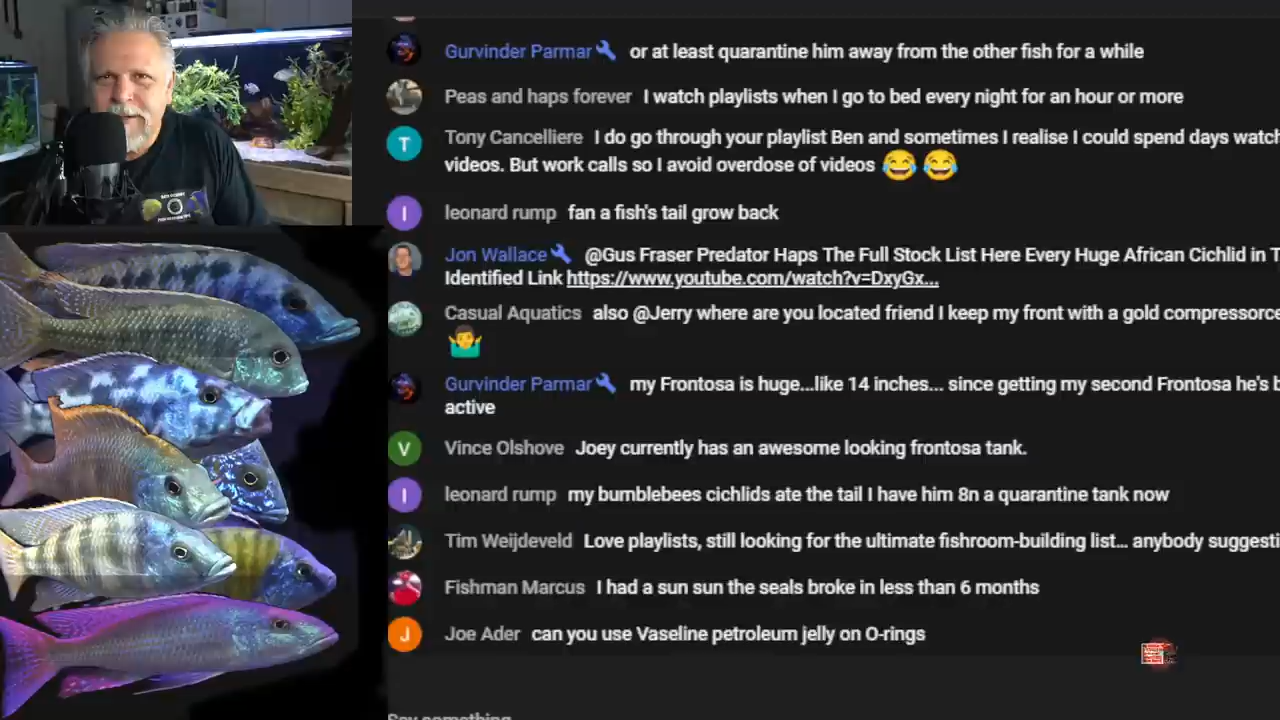 Gurvinder Parmar or at least quarantine him away from the other fish for a while
Peas and haps forever I watch playlists when I go to bed every night for an hour or more
T Tony Cancelliere I do go through your playlist Ben and sometimes I realise I could spend days watch
videos. But work calls so I avoid overdose of videos 😂 😂
I leonard rump fan a fish's tail grow back
Jon Wallace @Gus Fraser Predator Haps The Full Stock List Here Every Huge African Cichlid in T
Identified Link https://www.youtube.com/watch?v=DxyGx...
Casual Aquatics also @Jerry where are you located friend I keep my front with a gold compressorce
🤷‍♂️
Gurvinder Parmar my Frontosa is huge...like 14 inches... since getting my second Frontosa he's b
active
V Vince Olshove Joey currently has an awesome looking frontosa tank.
I leonard rump my bumblebees cichlids ate the tail I have him 8n a quarantine tank now
Tim Weijdeveld Love playlists, still looking for the ultimate fishroom-building list... anybody suggesti
Fishman Marcus I had a sun sun the seals broke in less than 6 months
J Joe Ader can you use Vaseline petroleum jelly on O-rings
Say something